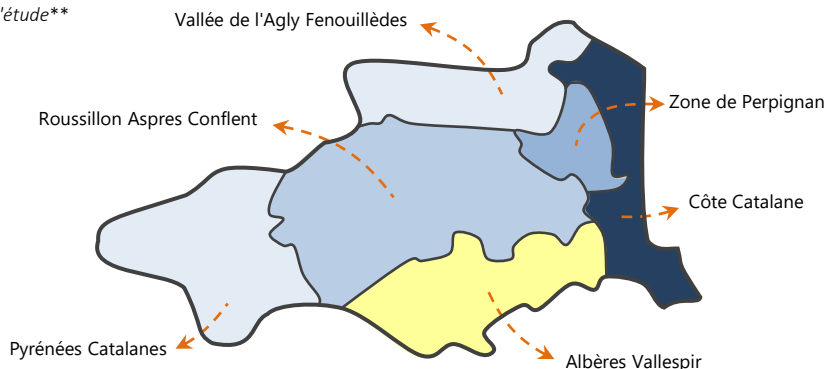 'étude**
Vallée de l'Agly Fenouillèdes
Zone de Perpignan
Roussillon Aspres Conflent
Côte Catalane
Pyrénées Catalanes
Albères Vallespir